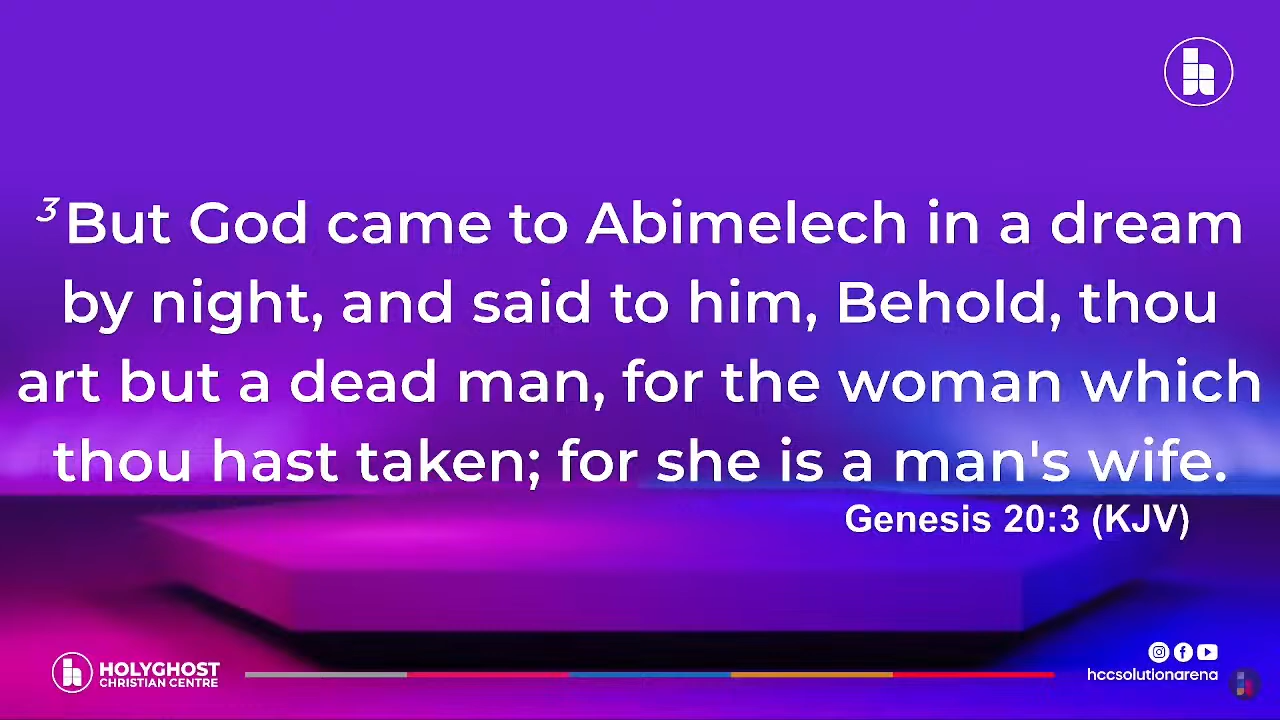 3 But God came to Abimelech in a dream
by night, and said to him, Behold, thou
art but a dead man, for the woman which
thou hast taken; for she is a man's wife.
Genesis 20:3 (KJV)
HOLYGHOST
CHRISTIAN CENTRE
hccsolutionarena